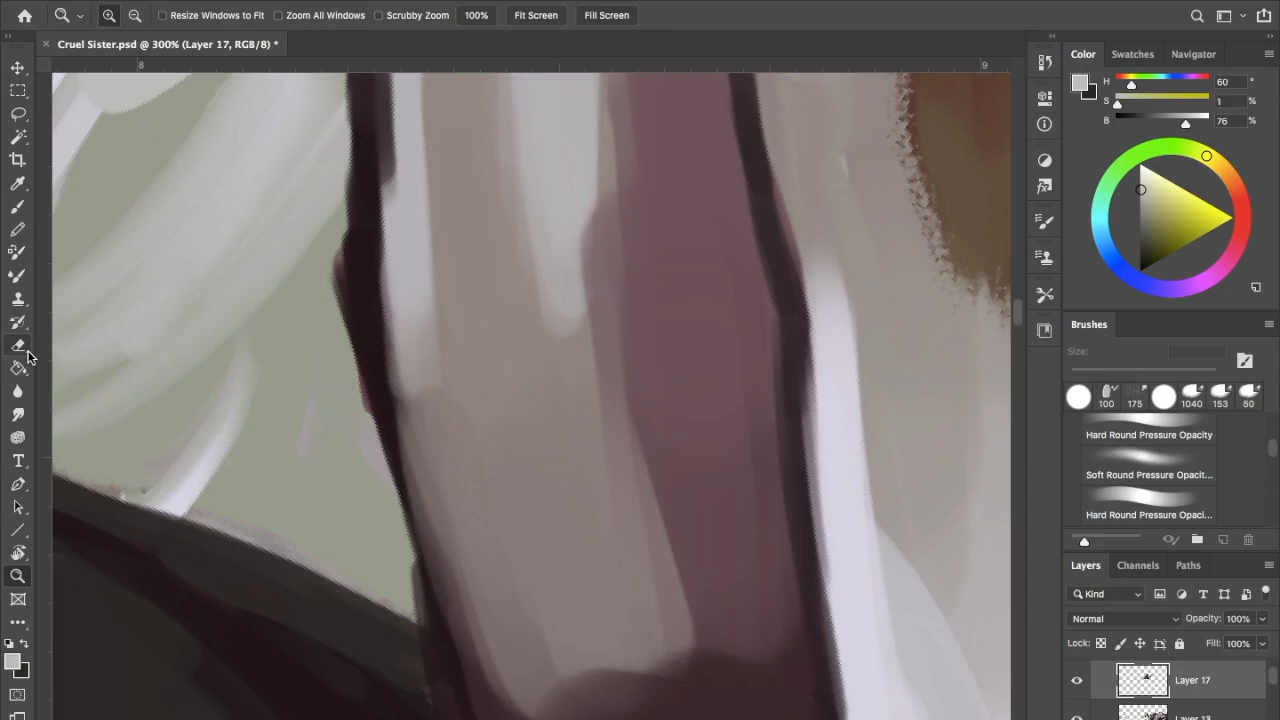 Resize Windows to Fit Zoom All Windows Scrubby Zoom 100% Fit Screen Fill Screen
× Cruel Sister.psd @ 300% (Layer 17, RGB/8) *
8 9
Color Swatches Navigator
H 60 °
S 1 %
B 76 %
Brushes
Size:
100 175 1040 153 50
Hard Round Pressure Opacity
Soft Round Pressure Opacit...
Hard Round Pressure Opaci...
Layers Channels Paths
Kind
Normal Opacity: 100%
Lock: Fill: 100%
Layer 17